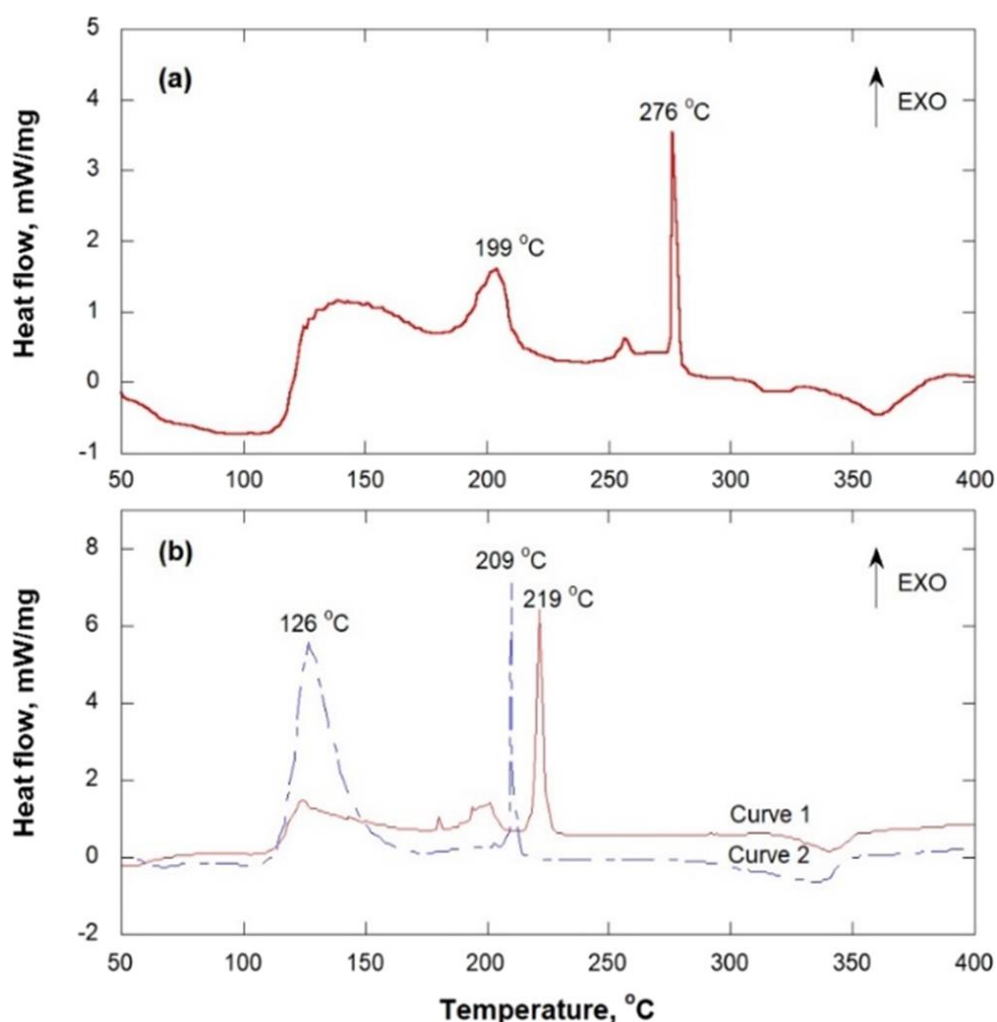 Heat flow, mW/mg
5
4
3
2
1
0
-1
(a)
199 °C
276 °C
EXO
50 100 150 200 250 300 350 400
Heat flow, mW/mg
8
6
4
2
0
-2
(b)
126 °C
209 °C
219 °C
EXO
Curve 1
Curve 2
50 100 150 200 250 300 350 400
Temperature, °C